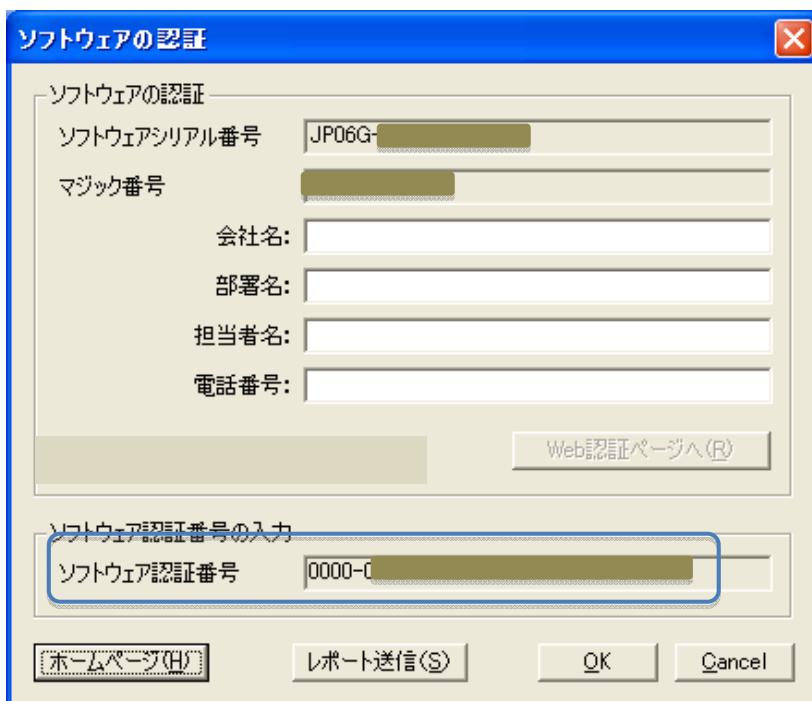 ソフトウェアの認証
ソフトウェアの認証
ソフトウェアシリアル番号 JP06G-
マジック番号
会社名:
部署名:
担当者名:
電話番号:
Web認証ページへ(R)
ソフトウェア認証番号の入力
ソフトウェア認証番号 0000-0
ホームページ(H) レポート送信(S) OK Cancel